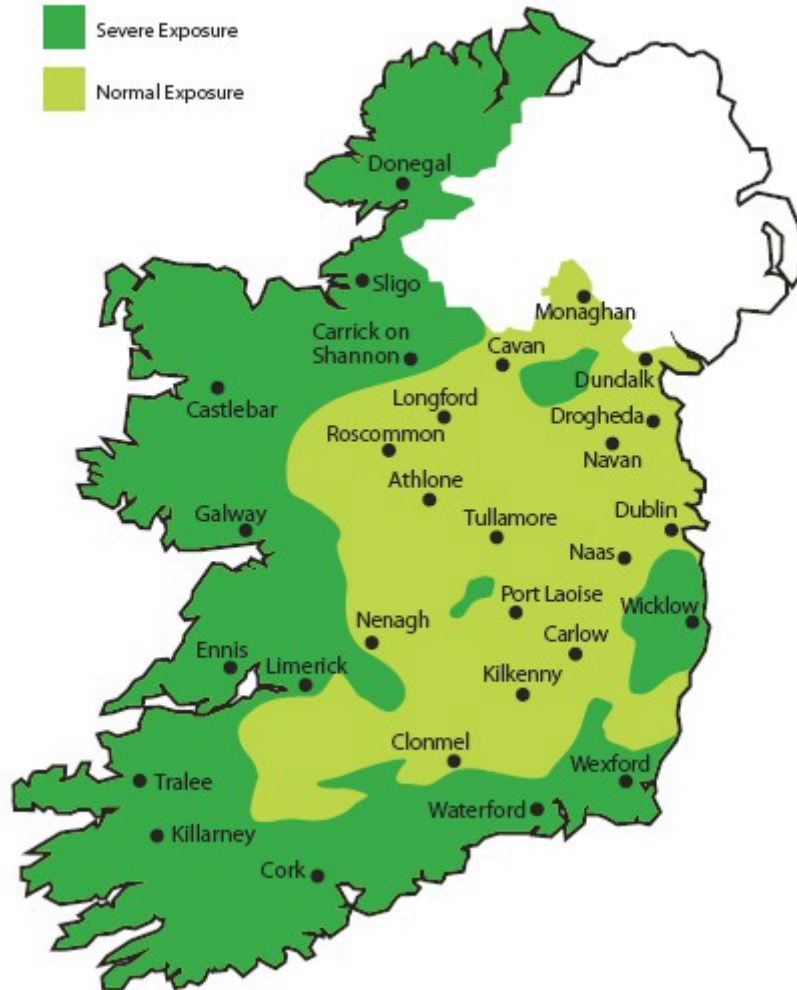 Severe Exposure
Normal Exposure
Donegal
Sligo
Monaghan
Carrick on
Shannon
Cavan
Dundalk
Castlebar
Longford
Drogheda
Roscommon
Navan
Athlone
Galway
Tullamore
Dublin
Naas
Port Laoise
Wicklow
Nenagh
Carlow
Ennis
Limerick
Kilkenny
Clonmel
Wexford
Tralee
Waterford
Killarney
Cork